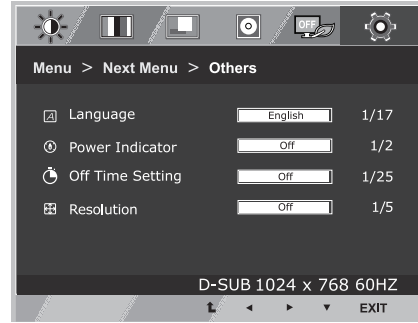 OFF
Menu > Next Menu > Others
A Language English 1/17
Power Indicator Off 1/2
Off Time Setting Off 1/25
Resolution Off 1/5
D-SUB 1024 x 768 60HZ
EXIT